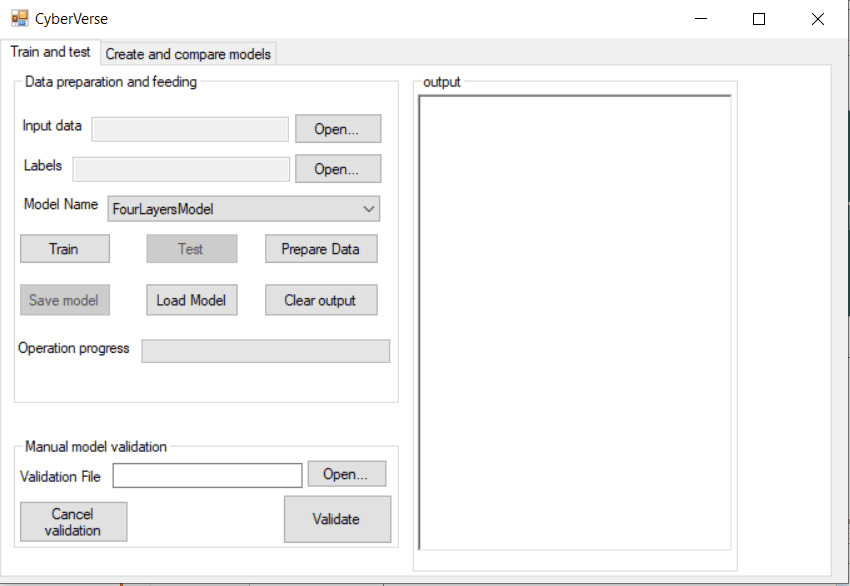 CyberVerse
Train and test
Create and compare models
Data preparation and feeding
Input data
Open...
Labels
Open...
Model Name
FourLayersModel
Train
Test
Prepare Data
Save model
Load Model
Clear output
Operation progress
Manual model validation
Validation File
Open...
Cancel
validation
Validate
output